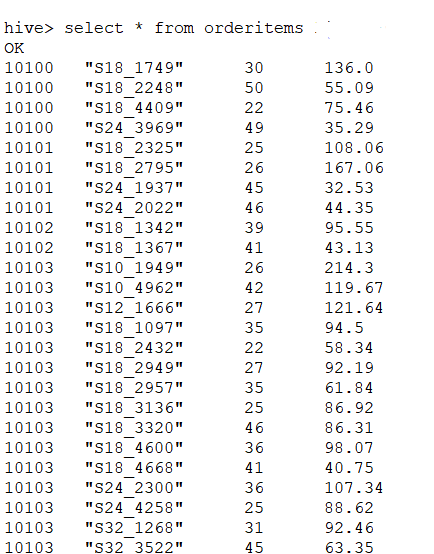 hive> select * from orderitems
OK
10100 "S18_1749" 30 136.0
10100 "S18_2248" 50 55.09
10100 "S18_4409" 22 75.46
10100 "S24_3969" 49 35.29
10101 "S18_2325" 25 108.06
10101 "S18_2795" 26 167.06
10101 "S24_1937" 45 32.53
10101 "S24_2022" 46 44.35
10102 "S18_1342" 39 95.55
10102 "S18_1367" 41 43.13
10103 "S10_1949" 26 214.3
10103 "S10_4962" 42 119.67
10103 "S12_1666" 27 121.64
10103 "S18_1097" 35 94.5
10103 "S18_2432" 22 58.34
10103 "S18_2949" 27 92.19
10103 "S18_2957" 35 61.84
10103 "S18_3136" 25 86.92
10103 "S18_3320" 46 86.31
10103 "S18_4600" 36 98.07
10103 "S18_4668" 41 40.75
10103 "S24_2300" 36 107.34
10103 "S24_4258" 25 88.62
10103 "S32_1268" 31 92.46
10103 "S32_3522" 45 63.35